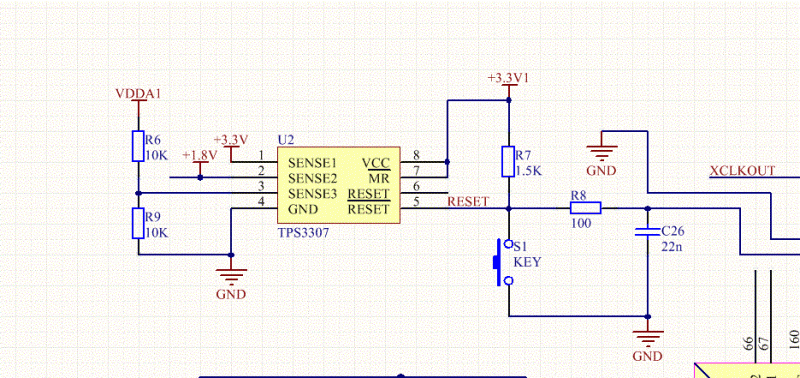 +3.3V1
VDDA1
R6
10K
+3.3V
+1.8V
U2
1
2
3
4
SENSE1
SENSE2
SENSE3
GND
VCC
MR
RESET
RESET
8
7
6
5
TPS3307
R9
10K
GND
R7
1.5K
GND
XCLKOUT
RESET
R8
100
C26
22n
S1
KEY
GND
66
67
160